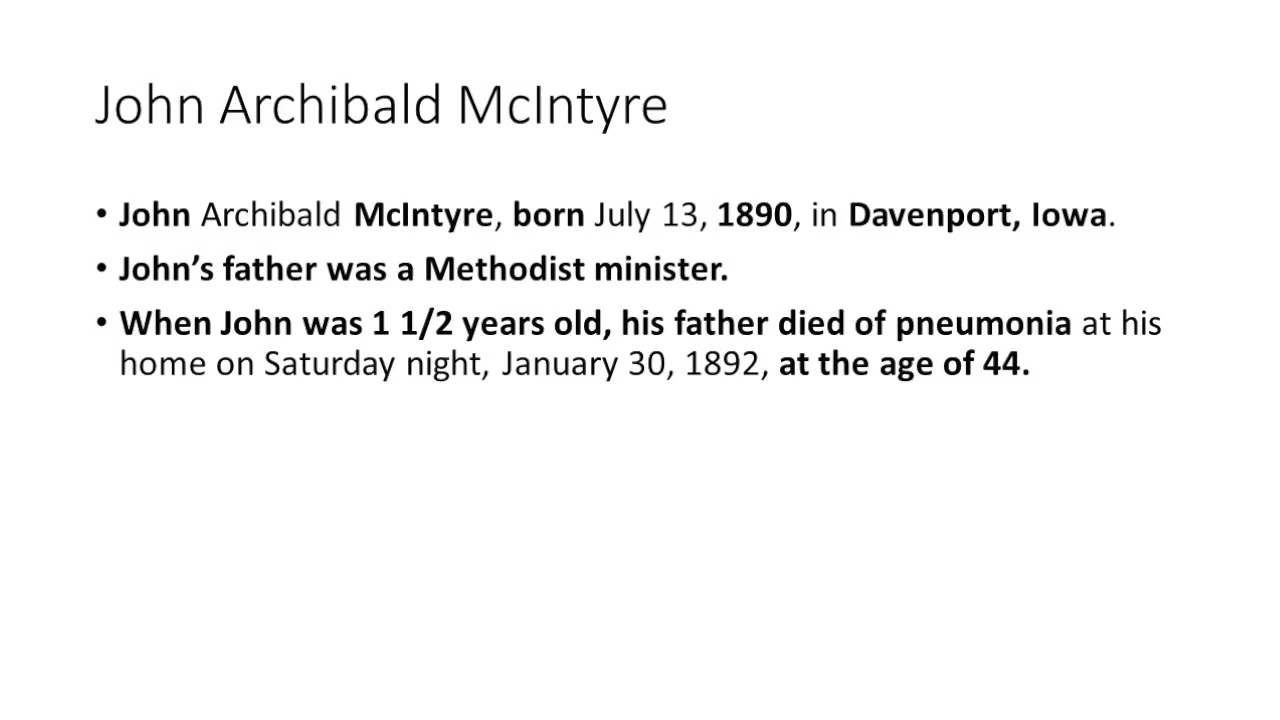 John Archibald McIntyre
• John Archibald McIntyre, born July 13, 1890, in Davenport, Iowa.
• John’s father was a Methodist minister.
• When John was 1 1/2 years old, his father died of pneumonia at his
home on Saturday night, January 30, 1892, at the age of 44.